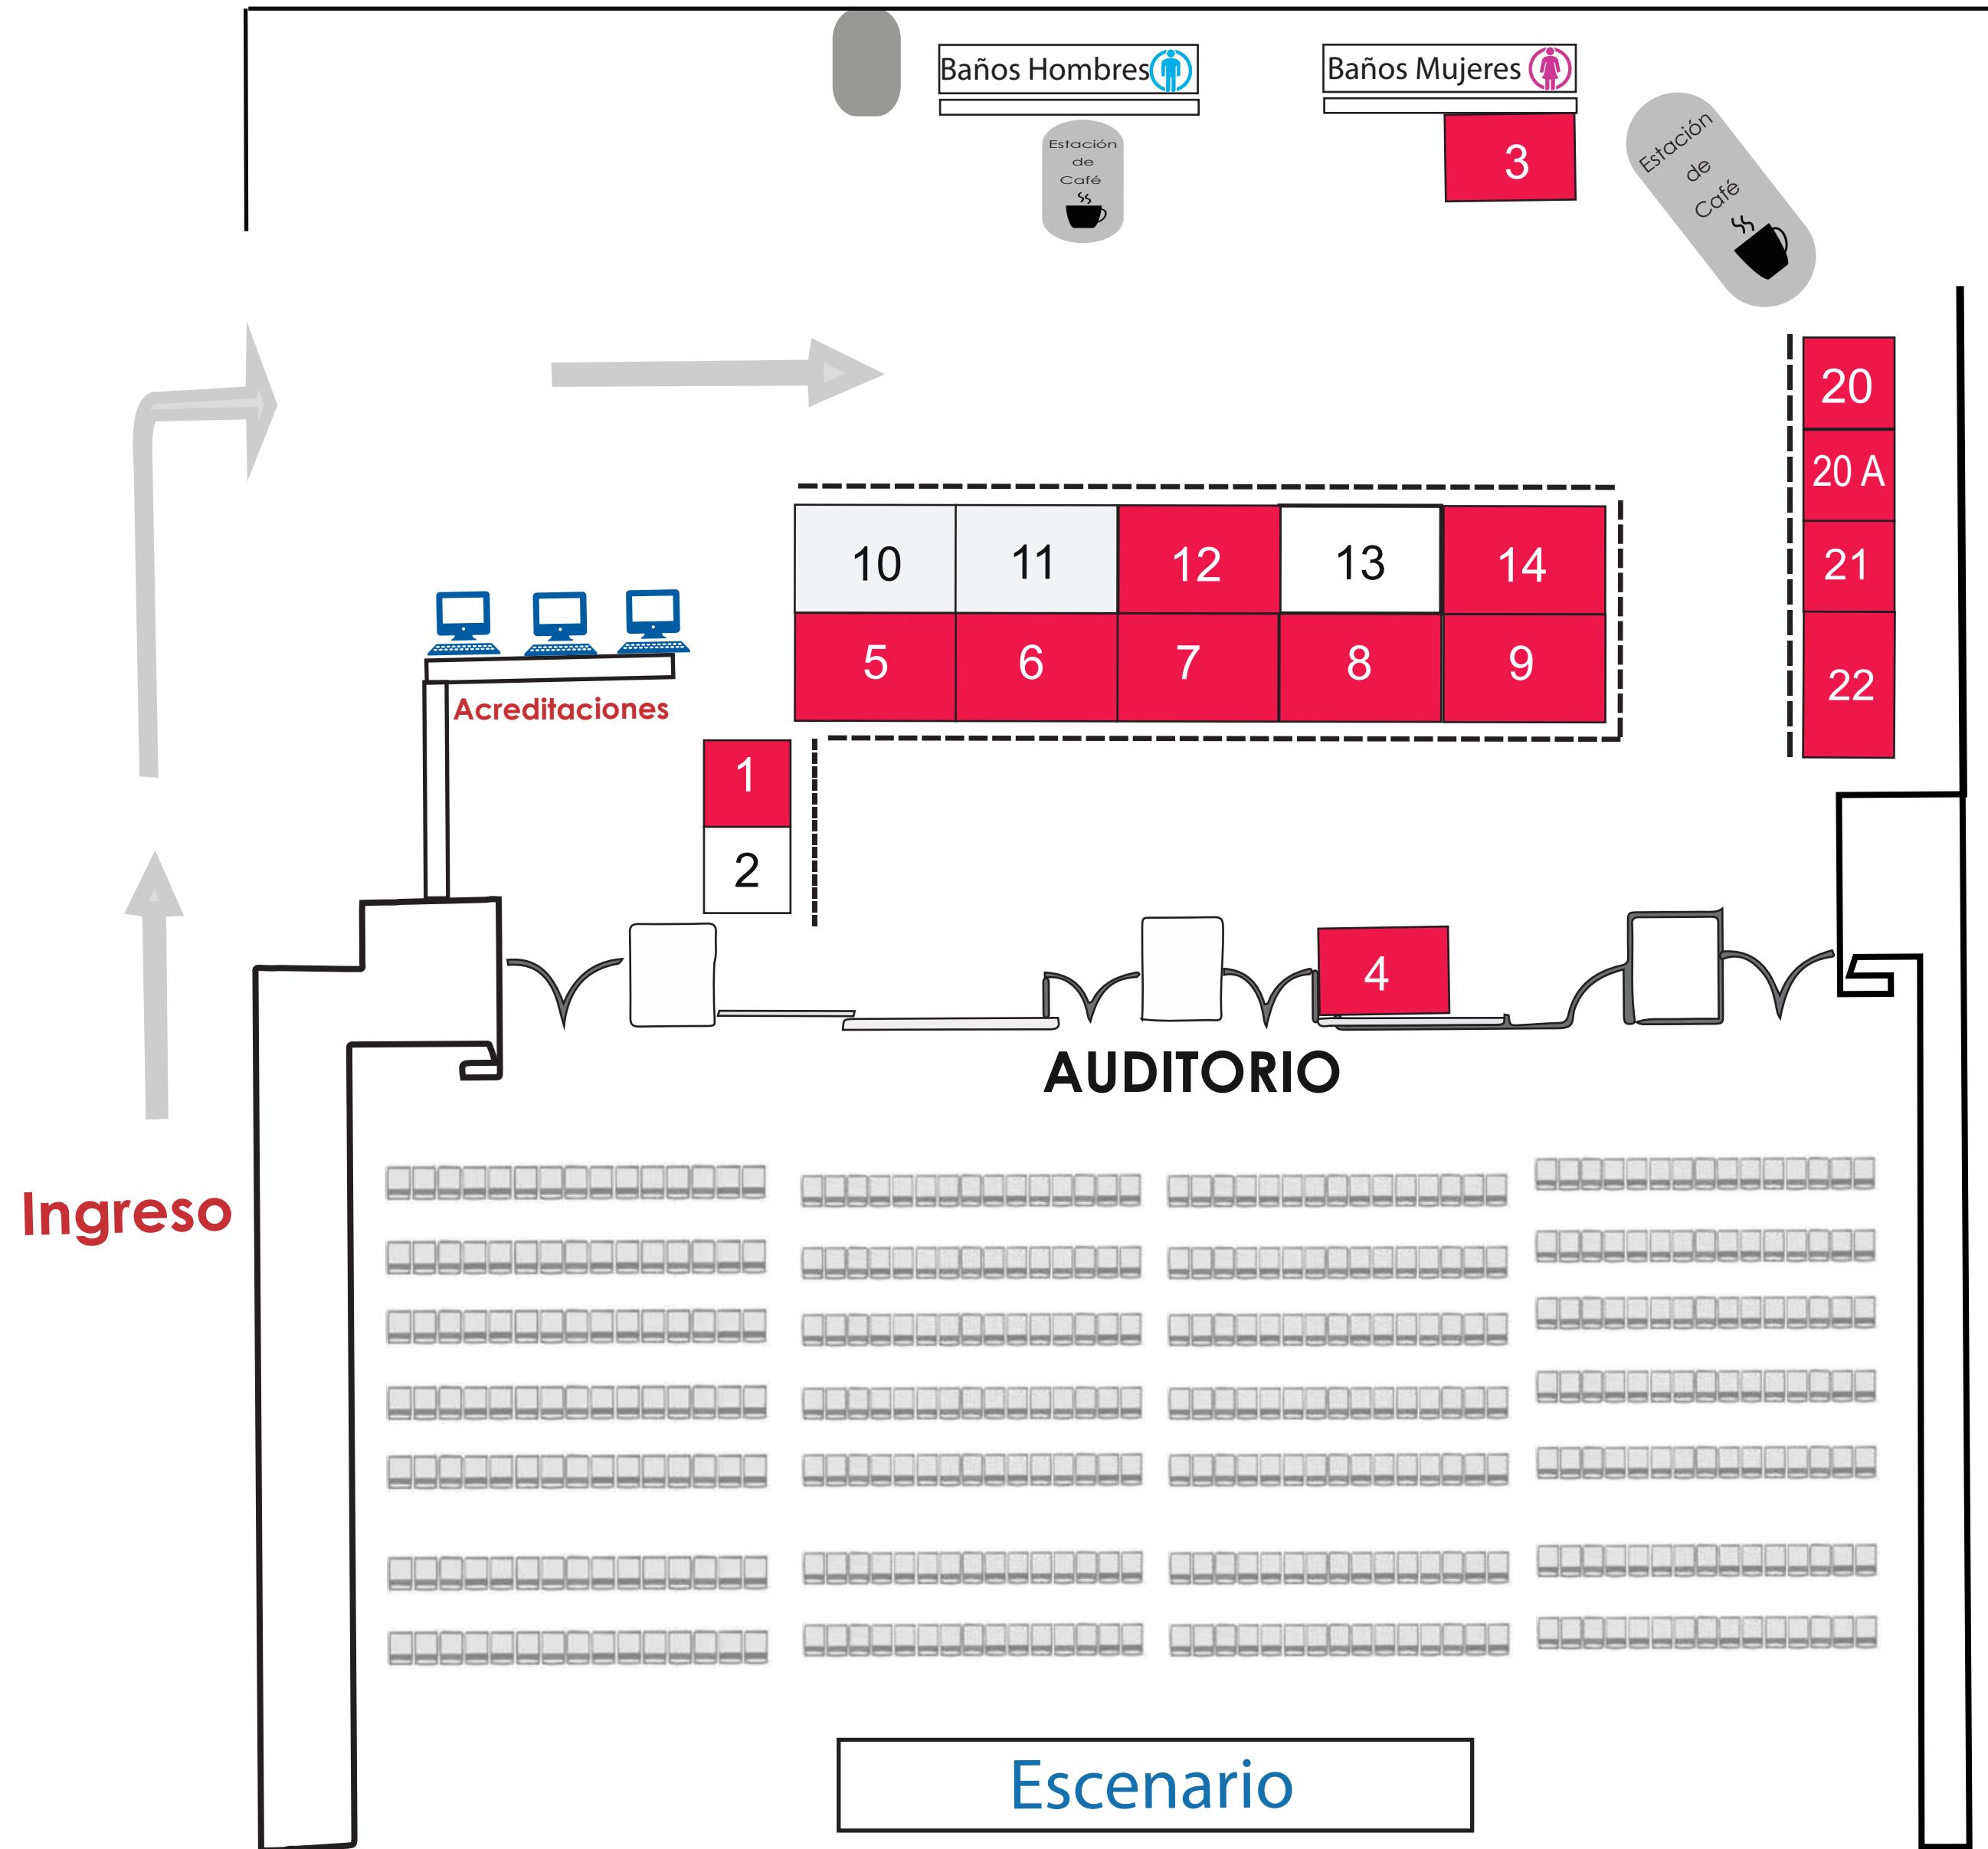 Baños Hombres
Baños Mujeres
Estación
de
Café
3
Estación
de
Café
20
20 A
21
22
10 11 12 13 14
5 6 7 8 9
Acreditaciones
1
2
4
AUDITORIO
Ingreso
Escenario